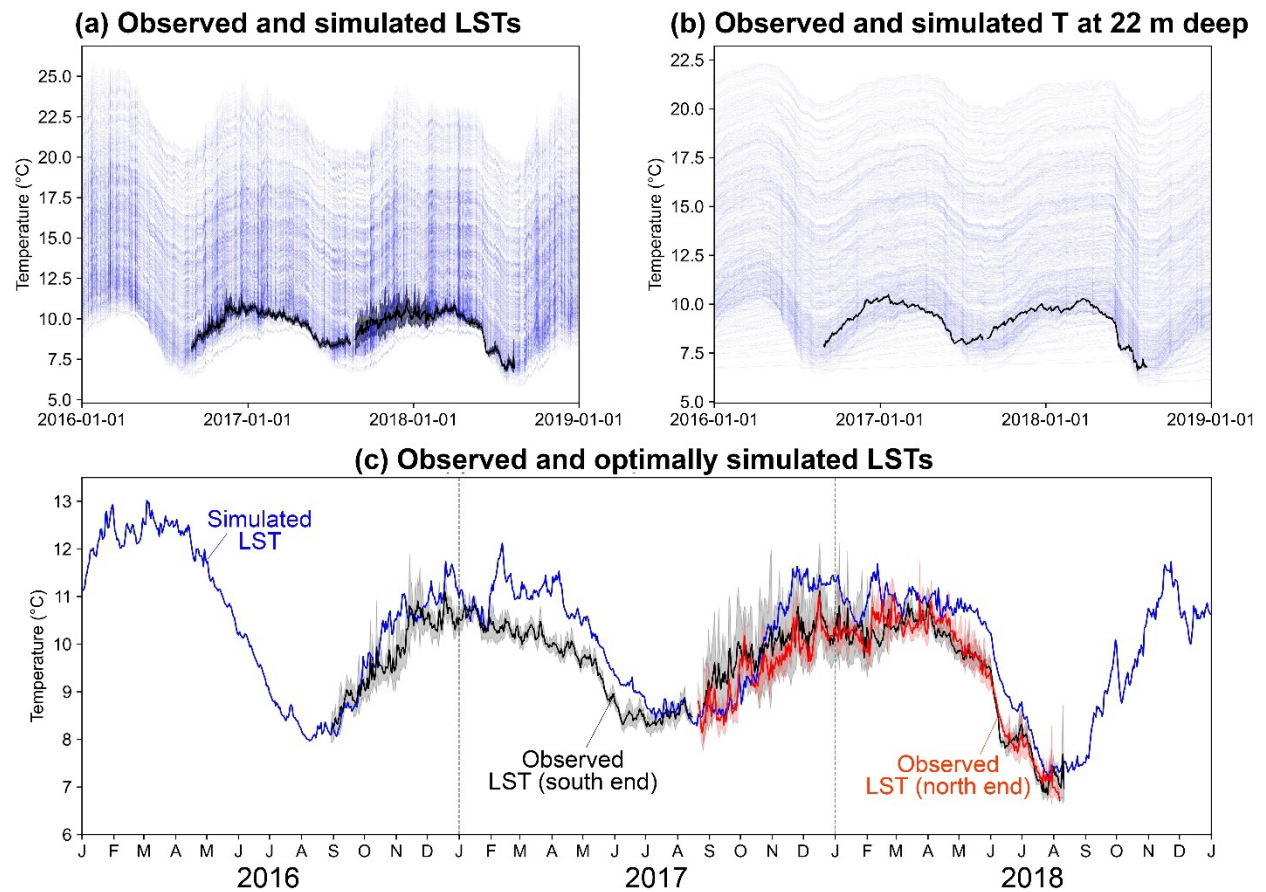 (a) Observed and simulated LSTs
25.0
22.5
20.0
17.5
15.0
12.5
10.0
7.5
5.0
Temperature (°C)
2016-01-01 2017-01-01 2018-01-01 2019-01-01
(b) Observed and simulated T at 22 m deep
22.5
20.0
17.5
15.0
12.5
10.0
7.5
5.0
Temperature (°C)
2016-01-01 2017-01-01 2018-01-01 2019-01-01
(c) Observed and optimally simulated LSTs
13
12
11
10
9
8
7
6
Temperature (°C)
Simulated
LST
Observed
LST (south end)
Observed
LST (north end)
J F M A M J J A S O N D J F M A M J J A S O N D J F M A M J J A S O N D J
2016 2017 2018